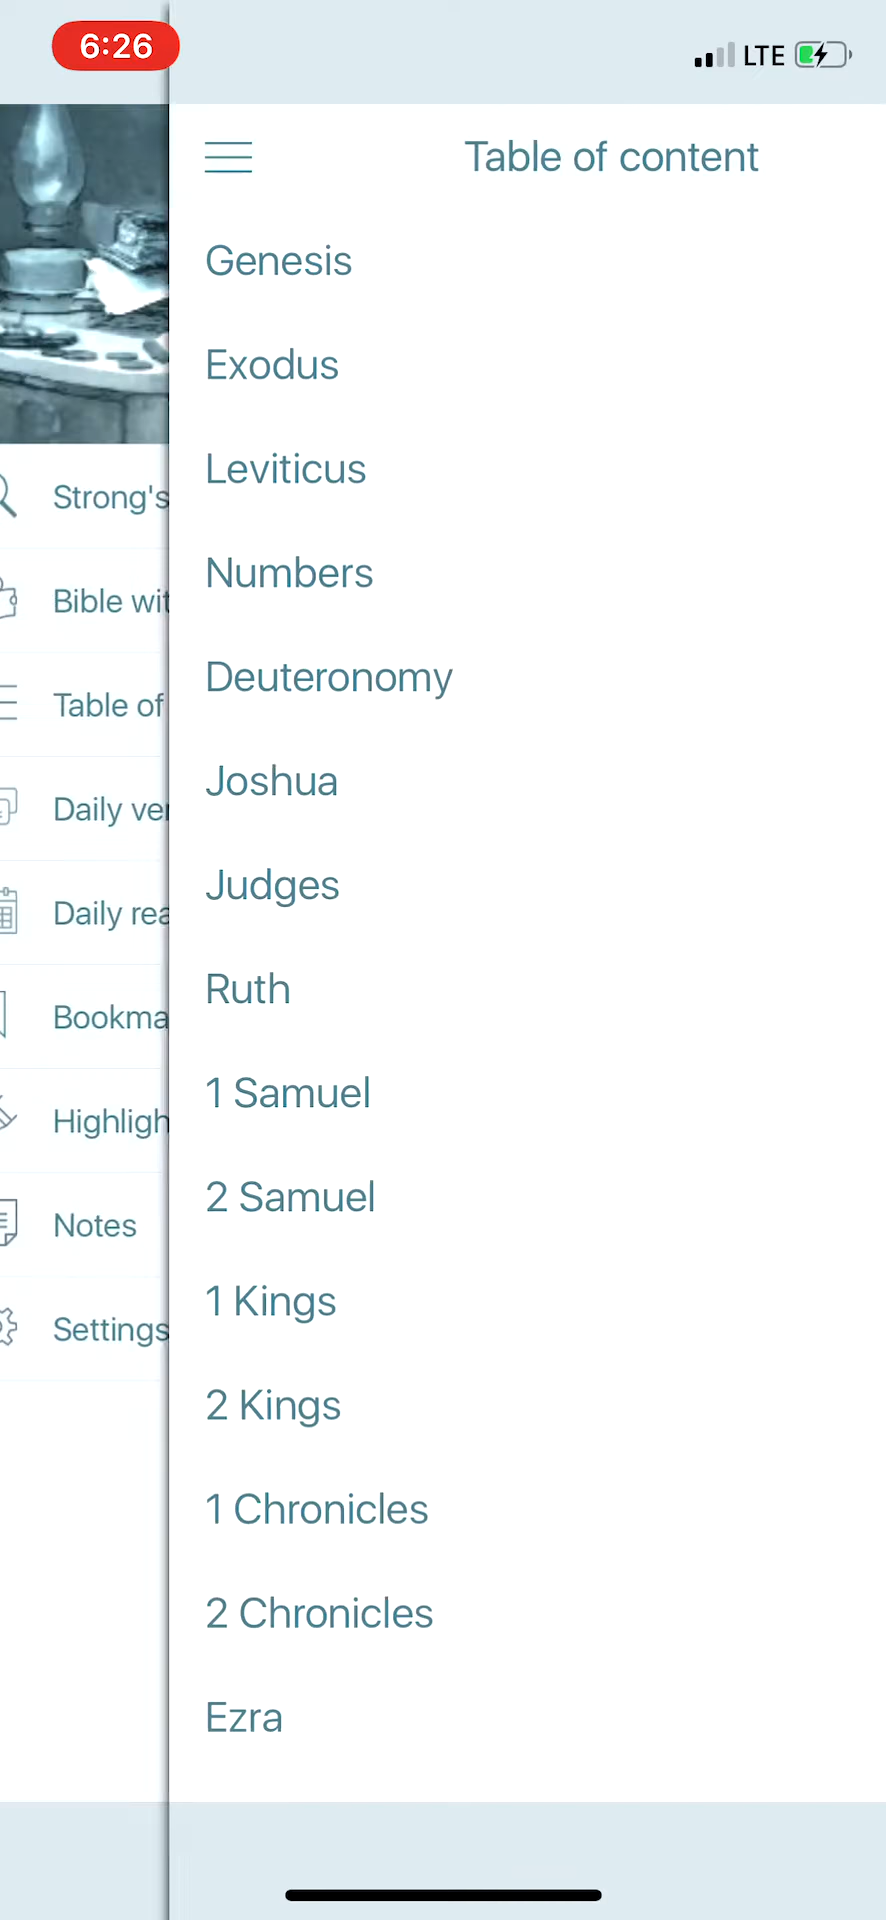 6:26
LTE
Table of content
Genesis
Exodus
Leviticus
Numbers
Deuteronomy
Joshua
Judges
Ruth
1 Samuel
2 Samuel
1 Kings
2 Kings
1 Chronicles
2 Chronicles
Ezra
Strong's
Bible wit
Table of
Daily ver
Daily rea
Bookma
Highligh
Notes
Settings